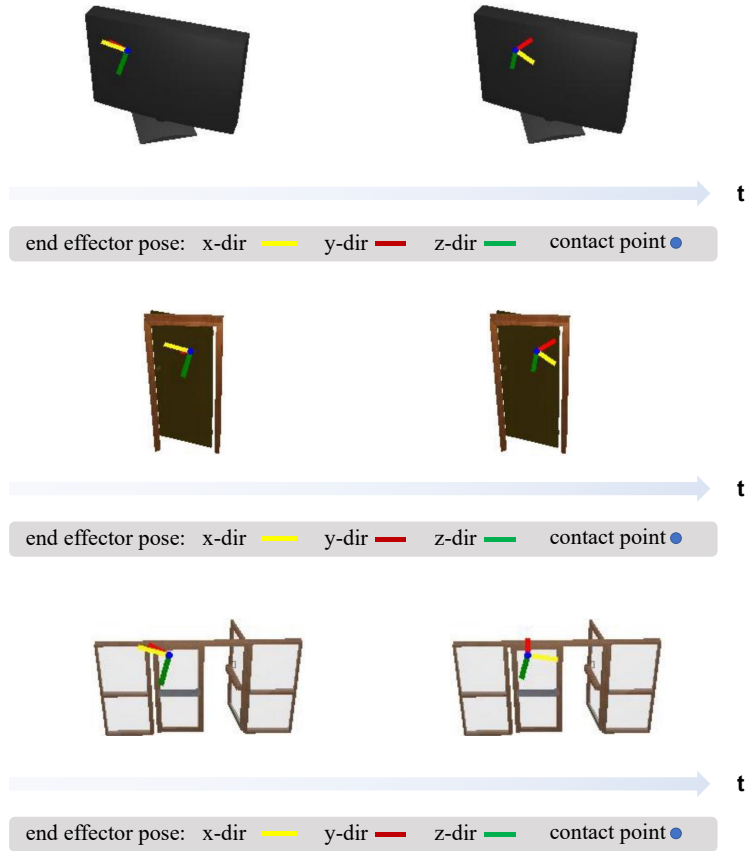 t
end effector pose: x-dir y-dir z-dir contact point
t
end effector pose: x-dir y-dir z-dir contact point
t
end effector pose: x-dir y-dir z-dir contact point